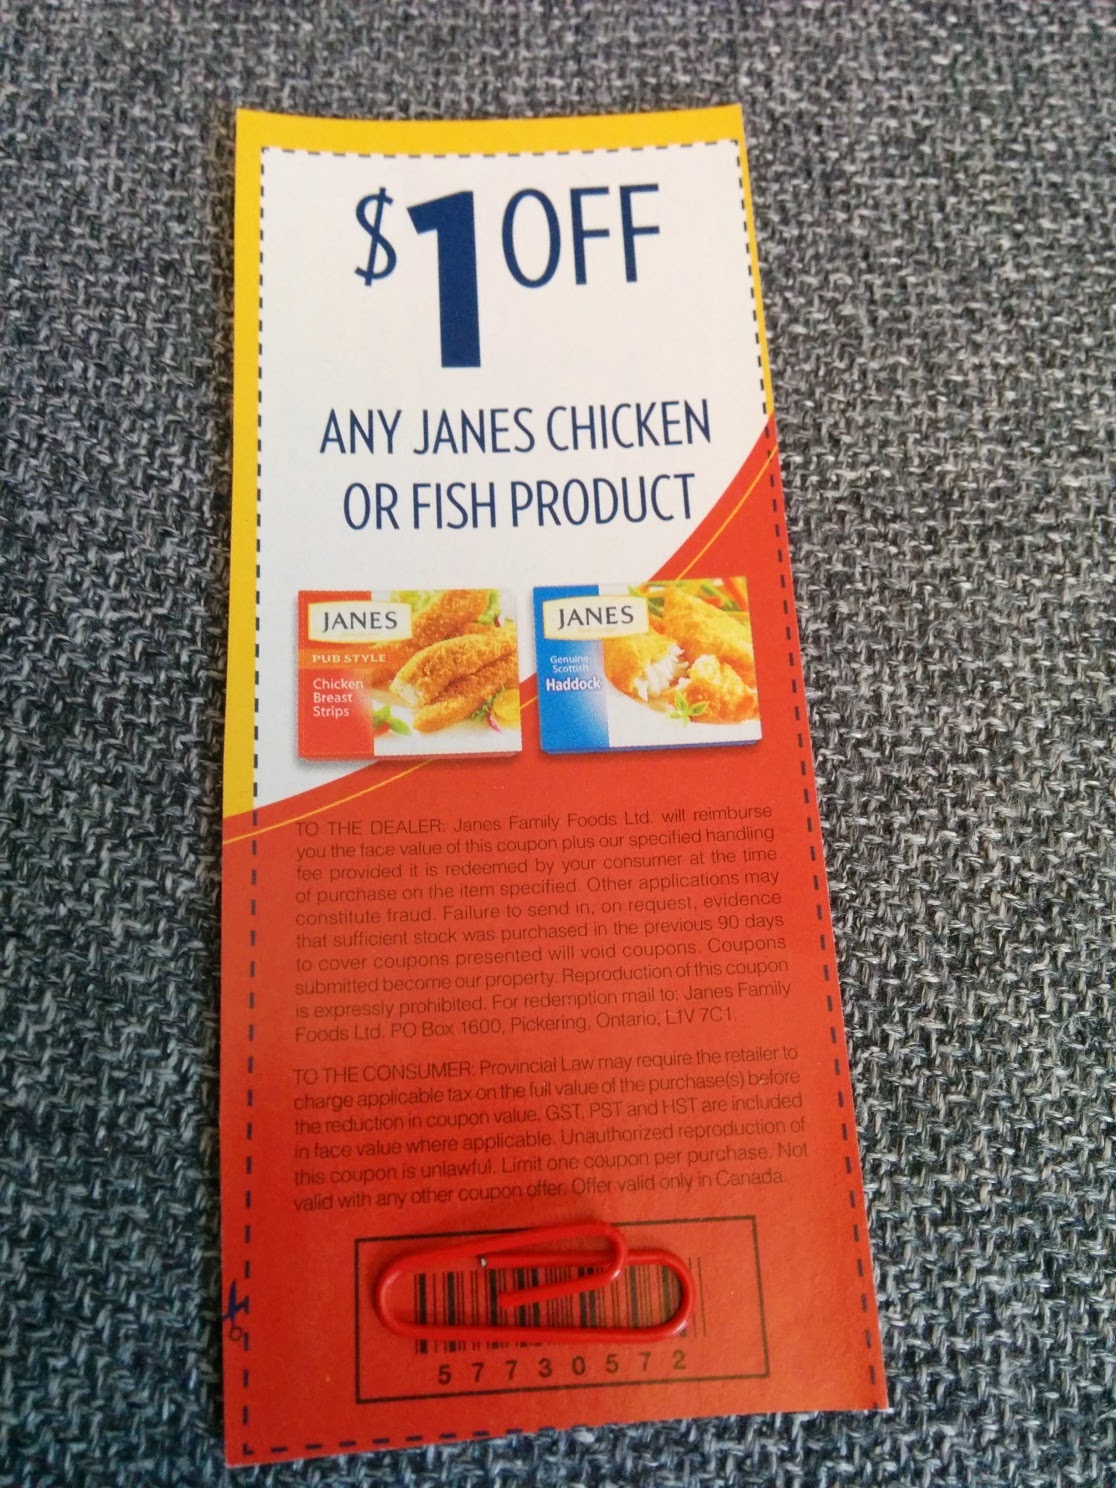 $1 OFF
ANY JANES CHICKEN
OR FISH PRODUCT
JANES
PUB STYLE
Chicken
Breast
Strips
JANES
Genuine
Scottish
Haddock
TO THE DEALER: Janes Family Foods Ltd. will reimburse
you the face value of this coupon plus our specified handling
fee provided it is redeemed by your consumer at the time
of purchase on the item specified. Other applications may
constitute fraud. Failure to send in, on request, evidence
that sufficient stock was purchased in the previous 90 days
to cover coupons presented will void coupons. Coupons
submitted become our property. Reproduction of this coupon
is expressly prohibited. For redemption mail to: Janes Family
Foods Ltd. PO Box 1600, Pickering, Ontario, L1V 7C1.
TO THE CONSUMER: Provincial Law may require the retailer to
charge applicable tax on the full value of the purchase(s) before
the reduction in coupon value. GST, PST and HST are included
in face value where applicable. Unauthorized reproduction of
this coupon is unlawful. Limit one coupon per purchase. Not
valid with any other coupon offer. Offer valid only in Canada.
57730572